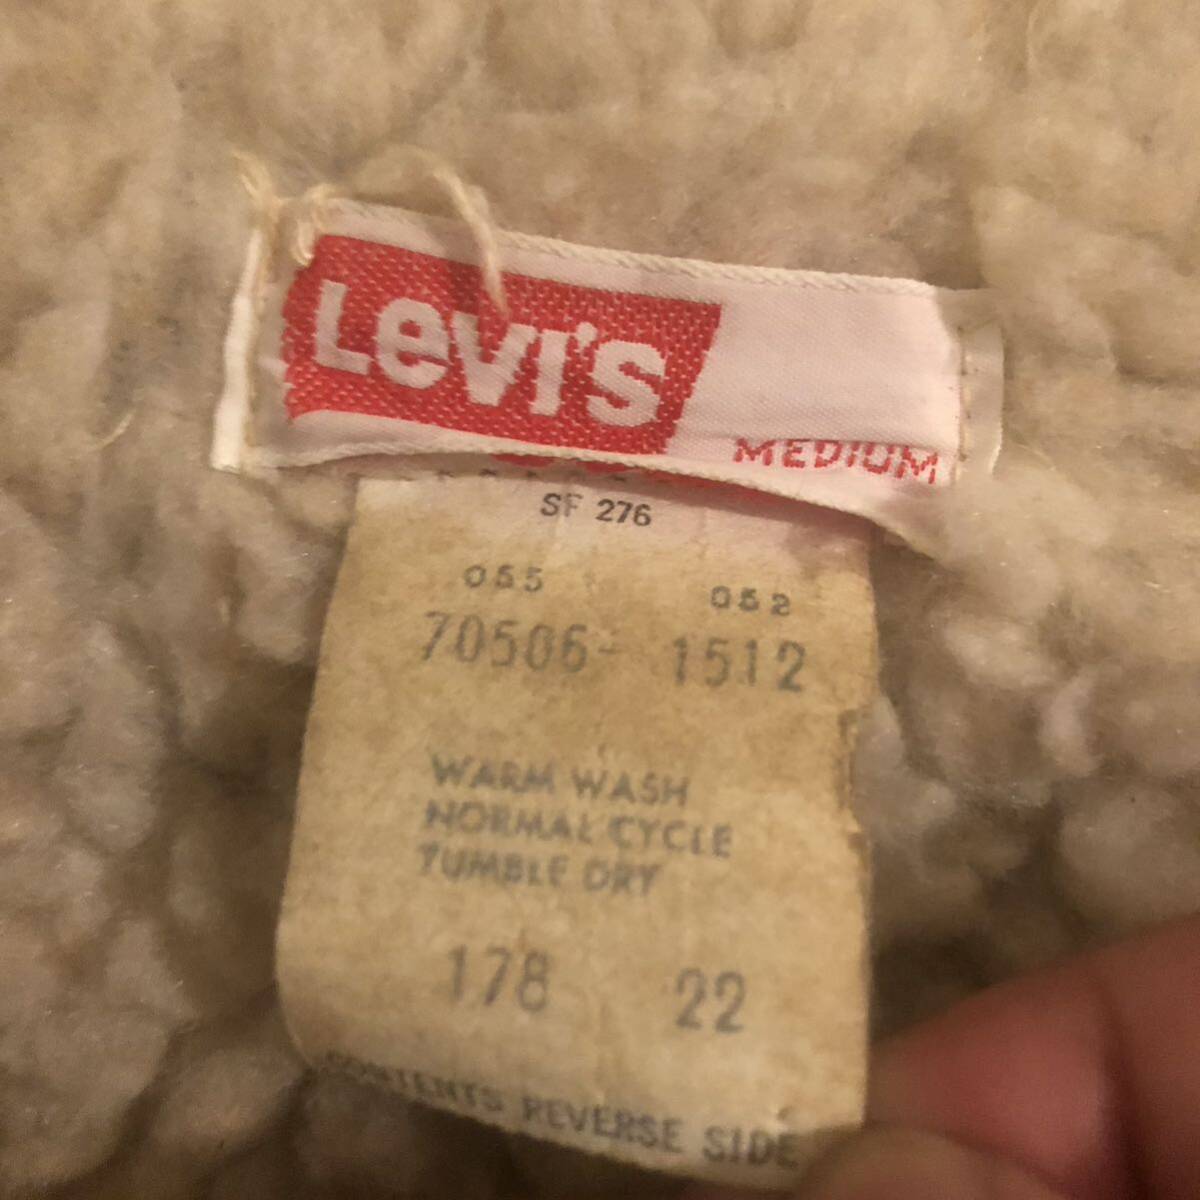 Levi's
MEDIUM
SF 276
055 052
70506- 1512
WARM WASH
NORMAL CYCLE
TUMBLE DRY
178 22
CONTENTS REVERSE SIDE